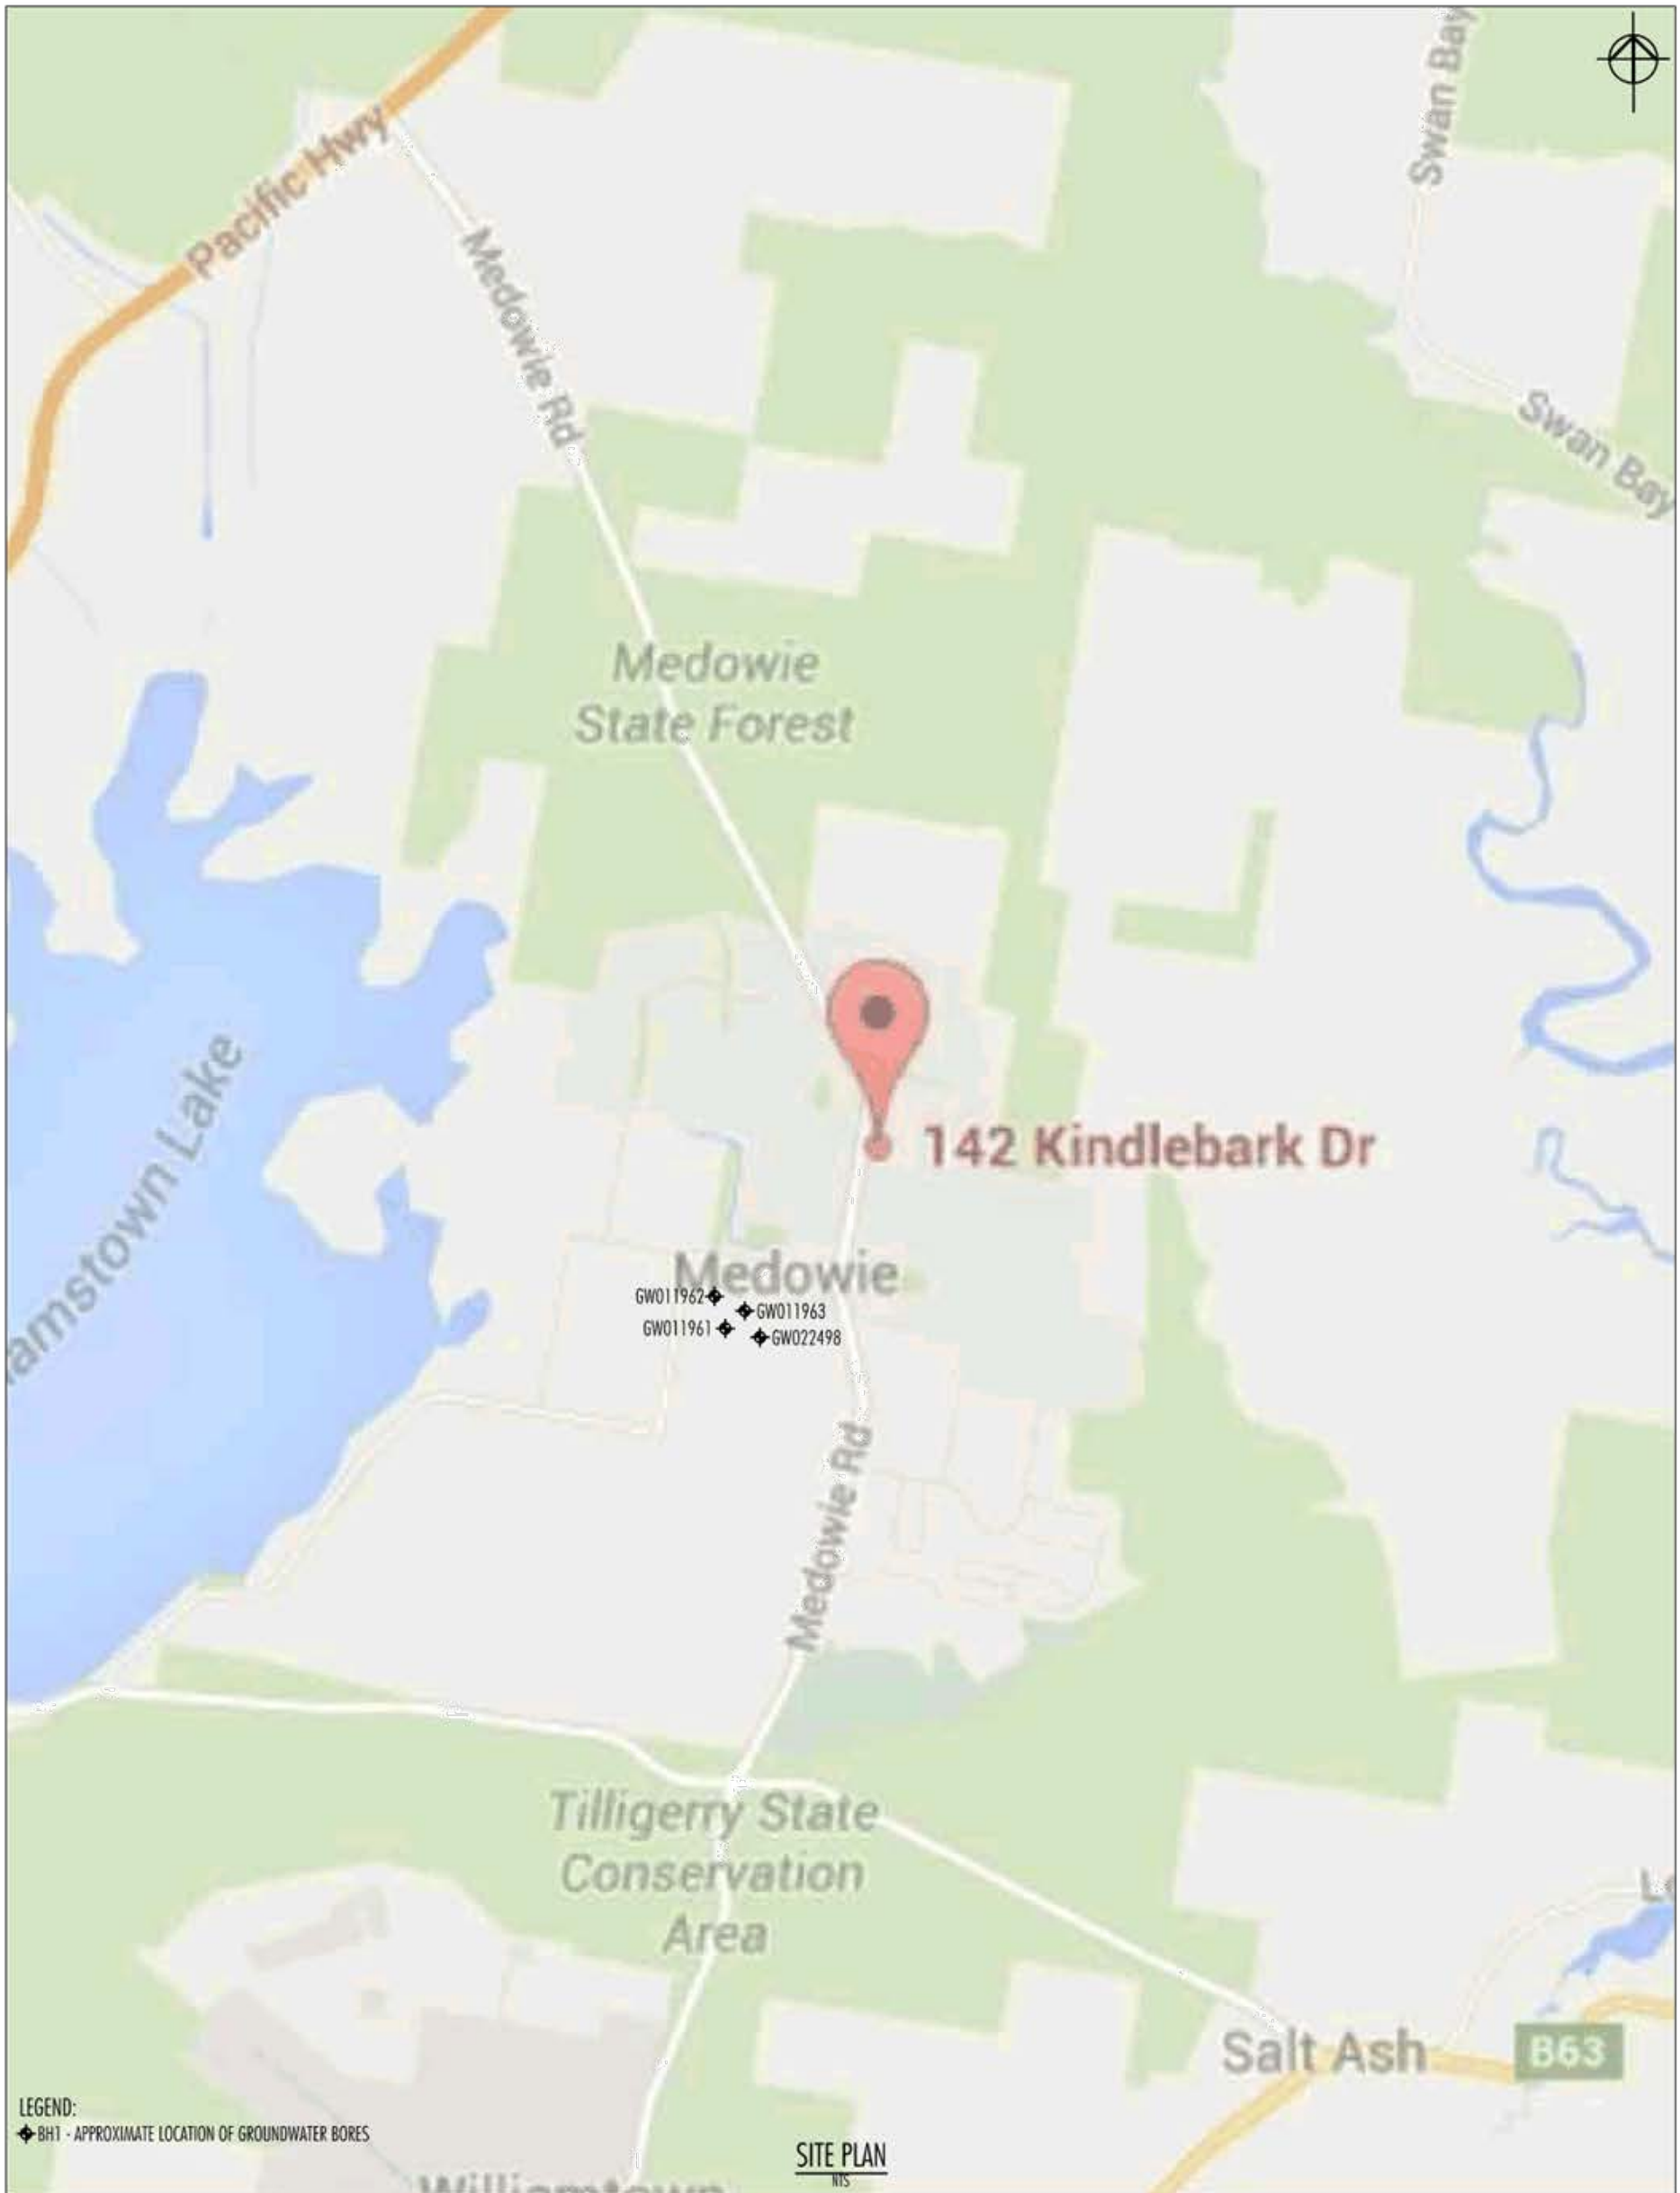 Swan Bay
Pacific Hwy
Medowie Rd
Swan Bay
Medowie
State Forest
142 Kindlebark Dr
amstown Lake
Medowie
GW011962
GW011963
GW011961
GW022498
Medowie Rd
Tilligerry State
Conservation
Area
Salt Ash
B63
LEGEND:
BH1 - APPROXIMATE LOCATION OF GROUNDWATER BORES
SITE PLAN
NTS
Williamtown